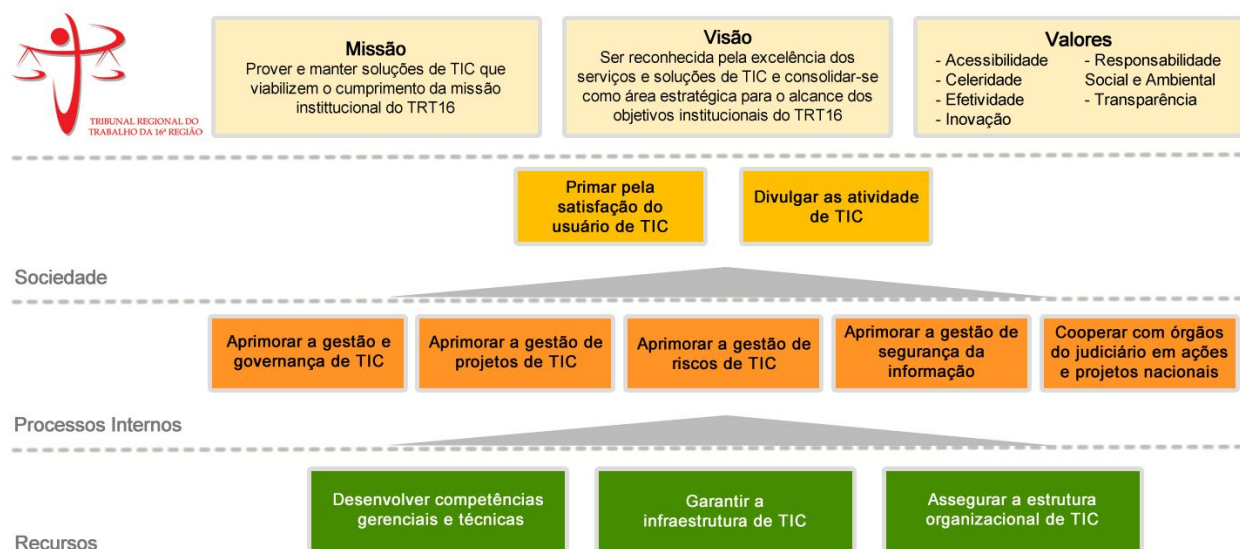 TRIBUNAL REGIONAL DO
TRABALHO DA 16ª REGIÃO
Missão
Prover e manter soluções de TIC que
viabilizem o cumprimento da missão
instittucional do TRT16
Visão
Ser reconhecida pela excelência dos
serviços e soluções de TIC e consolidar-se
como área estratégica para o alcance dos
objetivos institucionais do TRT16
Valores
- Acessibilidade
- Celeridade
- Efetividade
- Inovação
- Responsabilidade
Social e Ambiental
- Transparência
Primar pela
satisfação do
usuário de TIC
Divulgar as atividade
de TIC
Sociedade
Aprimorar a gestão e
governança de TIC
Aprimorar a gestão de
projetos de TIC
Aprimorar a gestão de
riscos de TIC
Aprimorar a gestão de
segurança da
informação
Cooperar com órgãos
do judiciário em ações
e projetos nacionais
Processos Internos
Desenvolver competências
gerenciais e técnicas
Garantir a
infraestrutura de TIC
Assegurar a estrutura
organizacional de TIC
Recursos